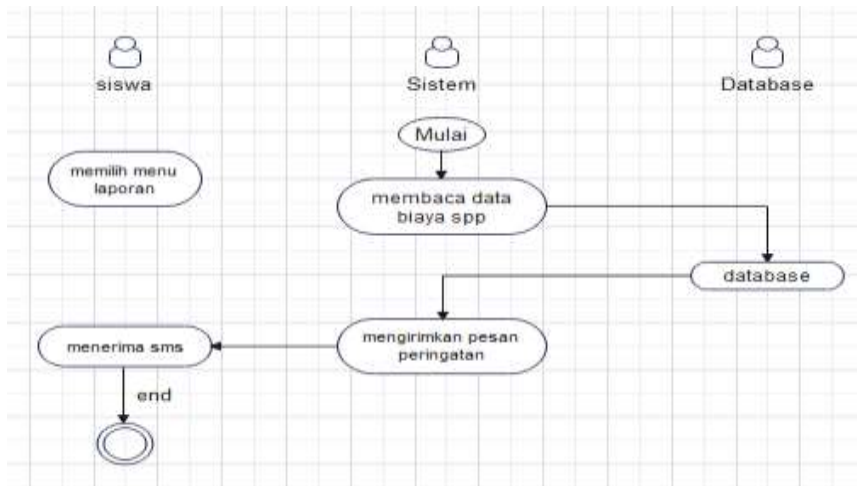 siswa
Sistem
Database
Mulai
memilih menu
laporan
membaca data
biaya spp
database
mengirimkan pesan
peringatan
menerima sms
end